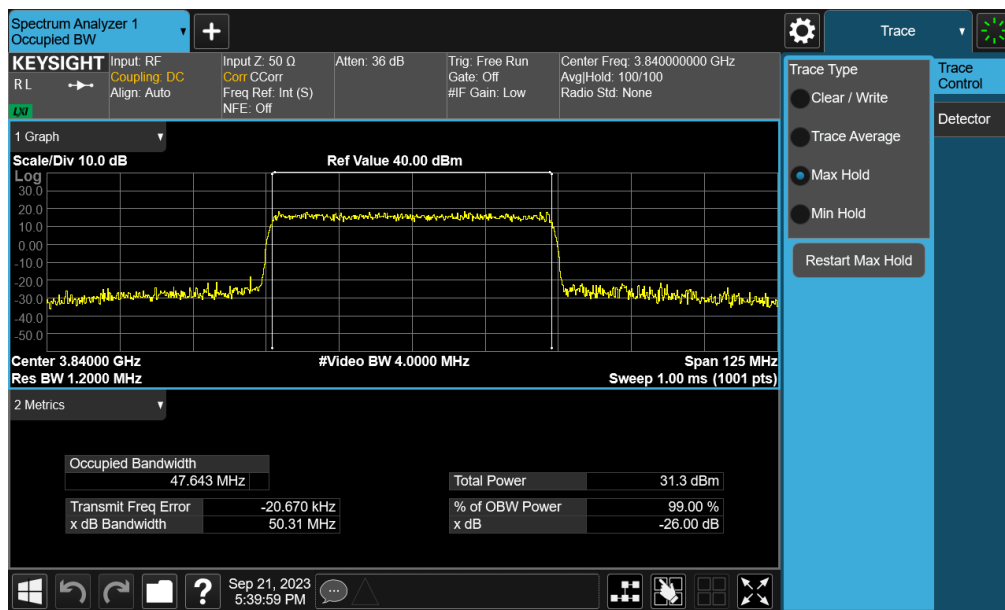 Spectrum Analyzer 1
Occupied BW
+
Trace
KEYSIGHT
R L
LXI
Input: RF
Coupling: DC
Align: Auto
Input Z: 50 Ω
Corr CCorr
Freq Ref: Int (S)
NFE: Off
Atten: 36 dB
Trig: Free Run
Gate: Off
#IF Gain: Low
Center Freq: 3.840000000 GHz
Avg|Hold: 100/100
Radio Std: None
Trace Type
Clear / Write
Trace Average
Max Hold
Min Hold
Restart Max Hold
Trace
Control
Detector
1 Graph
Scale/Div 10.0 dB
Ref Value 40.00 dBm
Log
30.0
20.0
10.0
0.00
-10.0
-20.0
-30.0
-40.0
-50.0
Center 3.84000 GHz
#Video BW 4.0000 MHz
Span 125 MHz
Res BW 1.2000 MHz
Sweep 1.00 ms (1001 pts)
2 Metrics
Occupied Bandwidth
47.643 MHz
Total Power 31.3 dBm
Transmit Freq Error -20.670 kHz
% of OBW Power 99.00 %
x dB Bandwidth 50.31 MHz
x dB -26.00 dB
?
Sep 21, 2023
5:39:59 PM